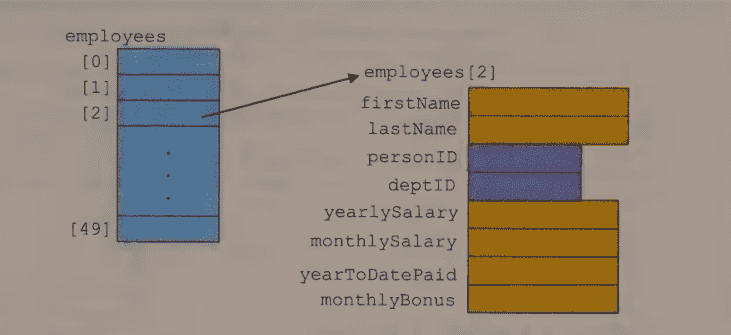 employees
[0]
[1]
[2]
.
.
.
[49]
employees[2]
firstName
lastName
personID
deptID
yearlySalary
monthlySalary
yearToDatePaid
monthlyBonus